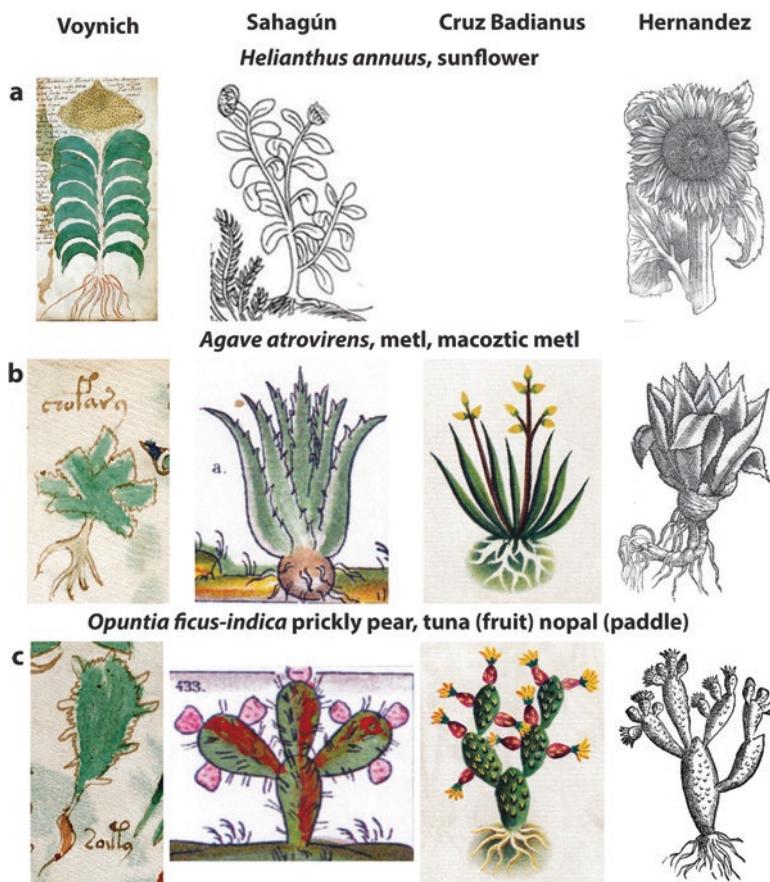 Voynich Sahagún Cruz Badianus Hernandez
Helianthus annuus, sunflower
a
Agave atrovirens, metl, macoztic metl
b
a.
Opuntia ficus-indica prickly pear, tuna (fruit) nopal (paddle)
c
433.